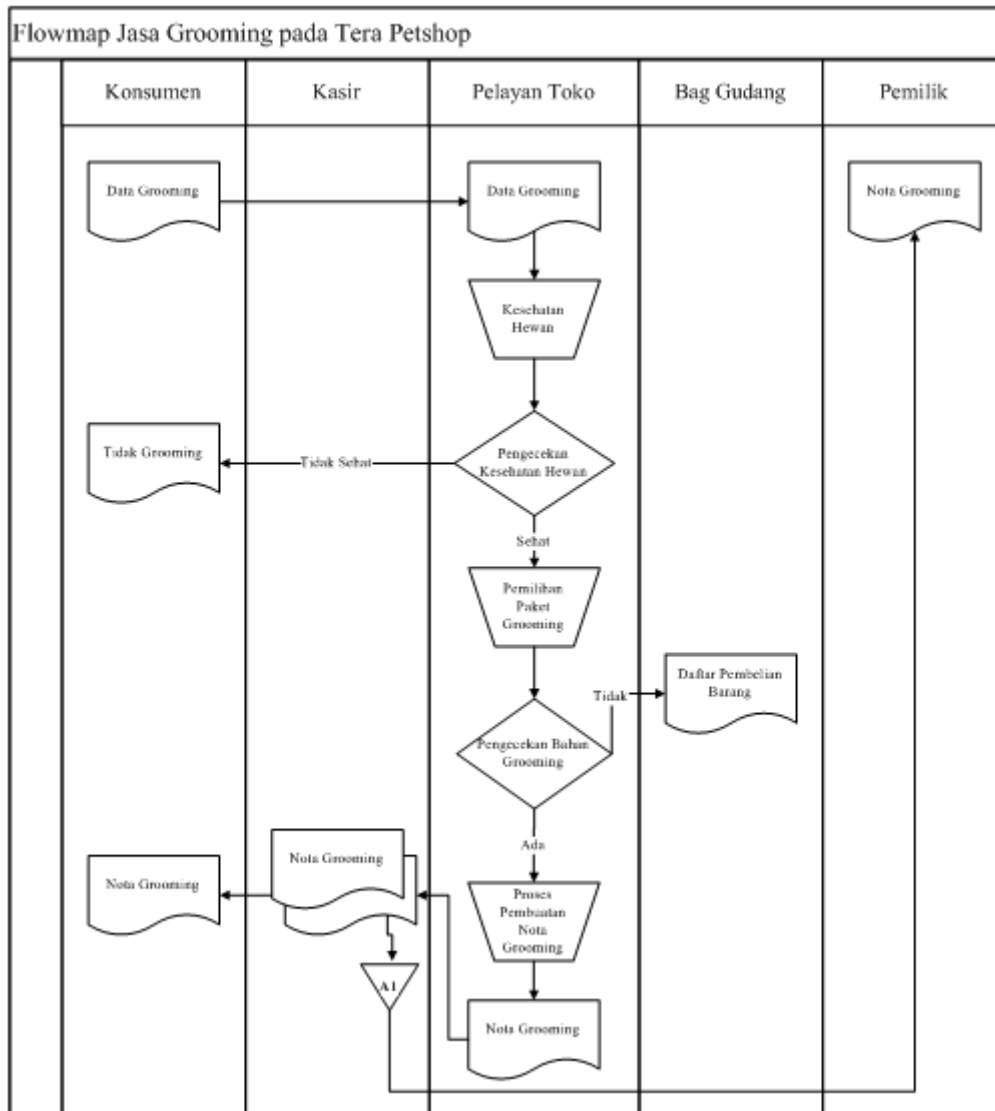 Flowmap Jasa Grooming pada Tera Petshop
Konsumen
Kasir
Pelayan Toko
Bag Gudang
Pemilik
Data Grooming
Data Grooming
Nota Grooming
Kesehatan
Hewan
Tidak Grooming
Tidak Sehat
Pengecekan
Kesehatan Hewan
Sehat
Pemilihan
Paket
Grooming
Daftar Pembelian
Barang
Tidak
Pengecekan Bahan
Grooming
Ada
Nota Grooming
Nota Grooming
Proses
Pembuatan
Nota
Grooming
A1
Nota Grooming